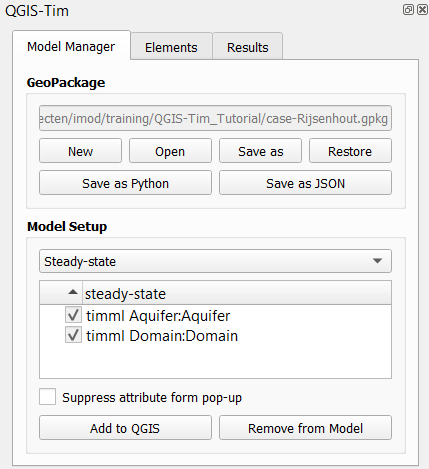 QGIS-Tim
Model Manager Elements Results
GeoPackage
ecten/imod/training/QGIS-Tim_Tutorial/case-Rijsenhout.gpkg
New Open Save as Restore
Save as Python Save as JSON
Model Setup
Steady-state
steady-state
timml Aquifer:Aquifer
timml Domain:Domain
Suppress attribute form pop-up
Add to QGIS Remove from Model